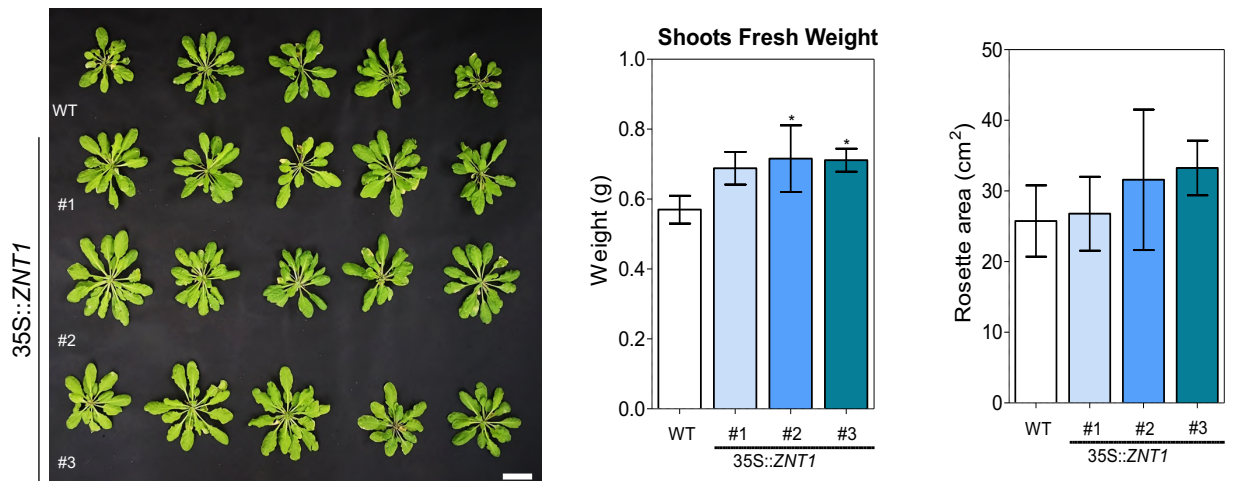 WT
#1
#2
#3
35S::ZNT1
Shoots Fresh Weight
Weight (g)
1.0
0.8
0.6
0.4
0.2
0.0
*
*
WT
#1
#2
#3
35S::ZNT1
Rosette area (cm²)
50
40
30
20
10
0
WT
#1
#2
#3
35S::ZNT1